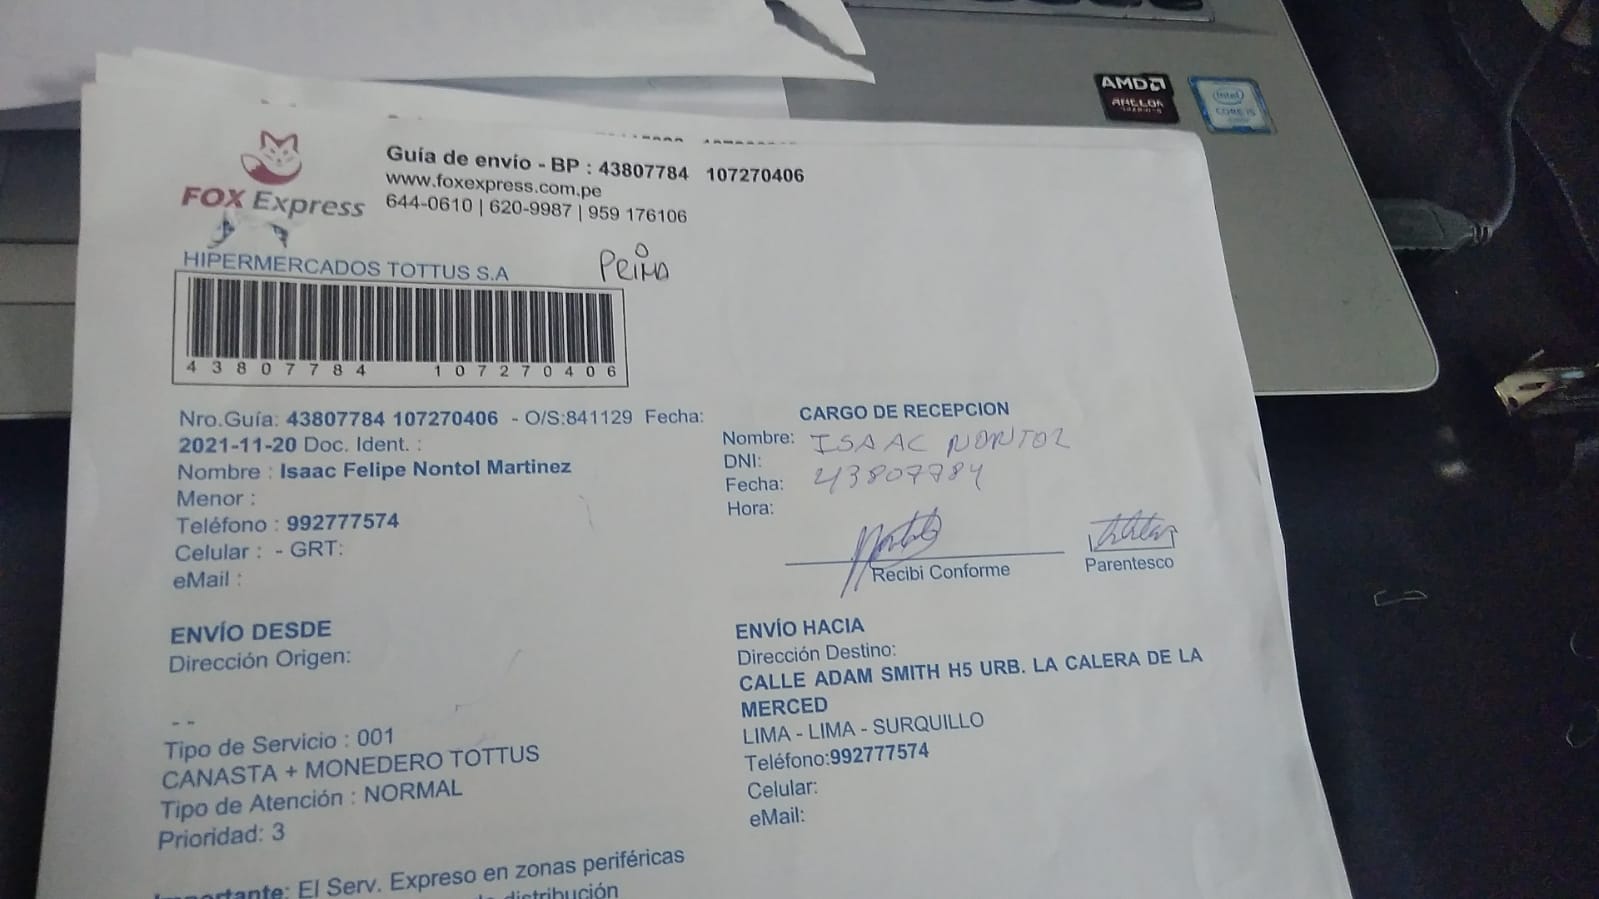 AMD
intel
CORE i5
FOX Express
Guía de envío - BP : 43807784 107270406
www.foxexpress.com.pe
644-0610 | 620-9987 | 959 176106
HIPERMERCADOS TOTTUS S.A
43807784 107270406
Nro.Guía: 43807784 107270406 - O/S:841129 Fecha:
2021-11-20 Doc. Ident. :
Nombre : Isaac Felipe Nontol Martinez
Menor :
Teléfono : 992777574
Celular : - GRT:
eMail :
CARGO DE RECEPCION
Nombre: ISAAC NONTOL
DNI: 43807784
Fecha:
Hora:
Recibi Conforme
Parentesco
ENVÍO DESDE
Dirección Origen:
- -
Tipo de Servicio : 001
CANASTA + MONEDERO TOTTUS
Tipo de Atención : NORMAL
Prioridad: 3
ENVÍO HACIA
Dirección Destino:
CALLE ADAM SMITH H5 URB. LA CALERA DE LA
MERCED
LIMA - LIMA - SURQUILLO
Teléfono:992777574
Celular:
eMail:
Importante: El Serv. Expreso en zonas periféricas
distribución